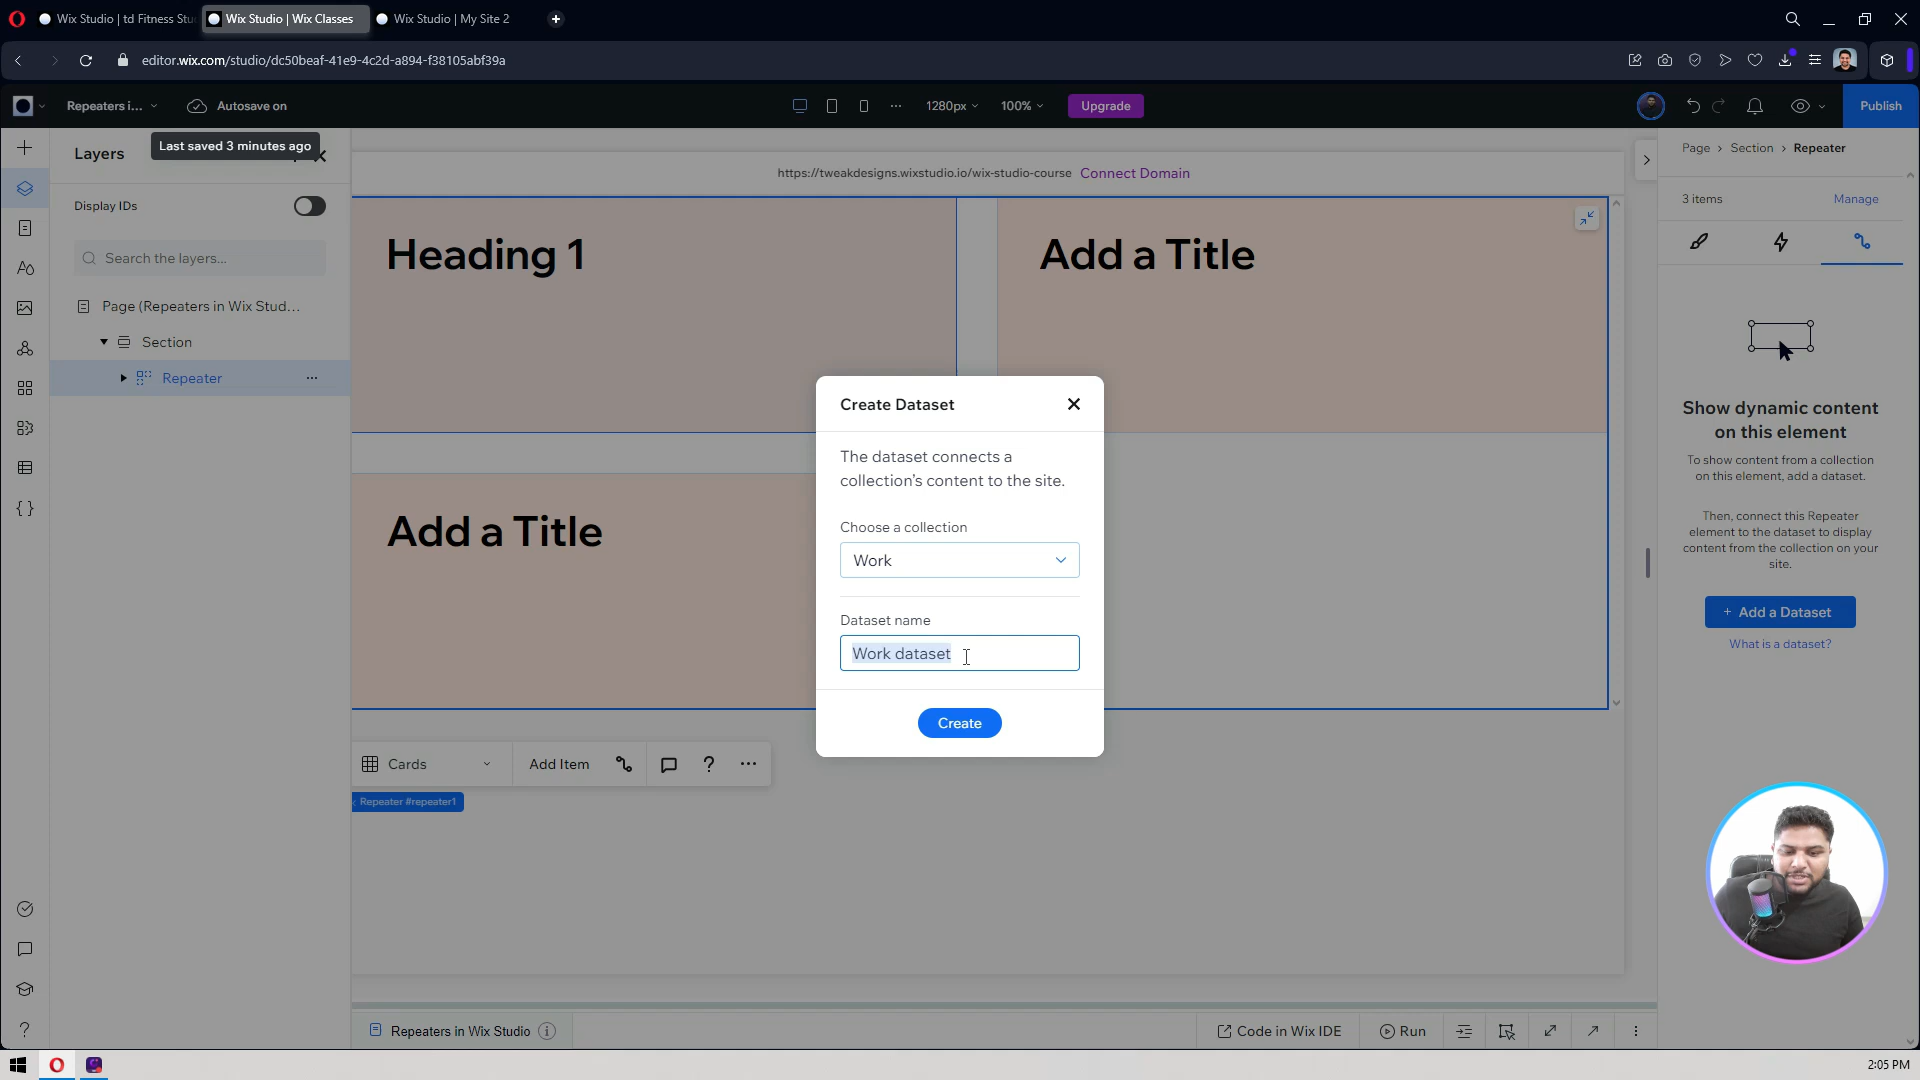 Wix Studio | td Fitness Stu
Wix Studio | Wix Classes
Wix Studio | My Site 2
editor.wix.com/studio/dc50beaf-41e9-4c2d-a894-f38105abf39a
Repeaters i...
Autosave on
1280px
100%
Upgrade
Publish
Layers
Last saved 3 minutes ago
https://tweakdesigns.wixstudio.io/wix-studio-course Connect Domain
Page > Section > Repeater
Display IDs
3 items
Manage
Search the layers...
Heading 1
Add a Title
Page (Repeaters in Wix Stud...
Section
Repeater
Create Dataset
The dataset connects a
collection's content to the site.
Choose a collection
Work
Dataset name
Work dataset
Create
Add a Title
Show dynamic content
on this element
To show content from a collection
on this element, add a dataset.
Then, connect this Repeater
element to the dataset to display
content from the collection on your
site.
+ Add a Dataset
What is a dataset?
Cards
Add Item
Repeater #repeater1
Repeaters in Wix Studio
Code in Wix IDE
Run
2:05 PM